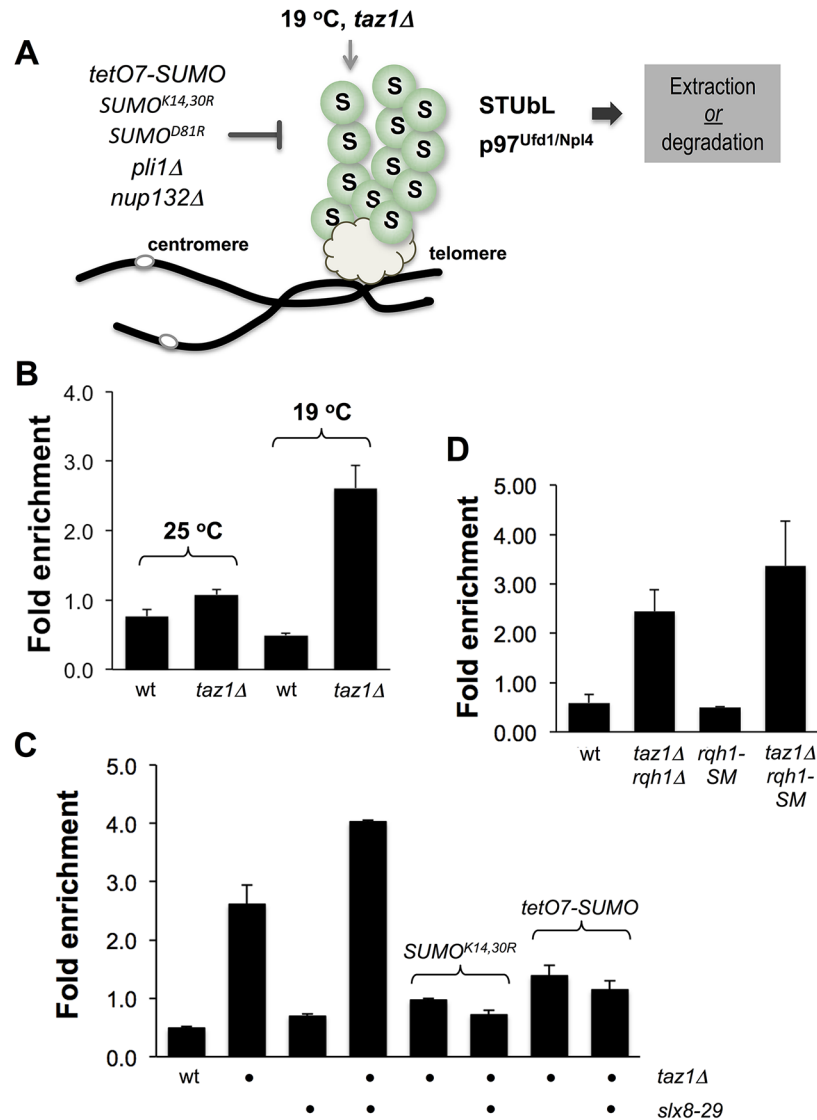 A
19 ºC, taz1Δ
tetO7-SUMO
SUMOK14,30R
SUMOD81R
pli1Δ
nup132Δ
S
S
S
S
S
S
S
S
S
S
S
STUbL
p97Ufd1/Npl4
Extraction
or
degradation
centromere
telomere
B
Fold enrichment
4.0
3.0
2.0
1.0
0.0
25 ºC
19 ºC
wt
taz1Δ
wt
taz1Δ
D
Fold enrichment
5.00
4.00
3.00
2.00
1.00
0.00
wt
taz1Δ
rqh1Δ
rqh1-
SM
taz1Δ
rqh1-
SM
C
Fold enrichment
5.0
4.0
3.0
2.0
1.0
0.0
SUMOK14,30R
tetO7-SUMO
wt
taz1Δ
slx8-29